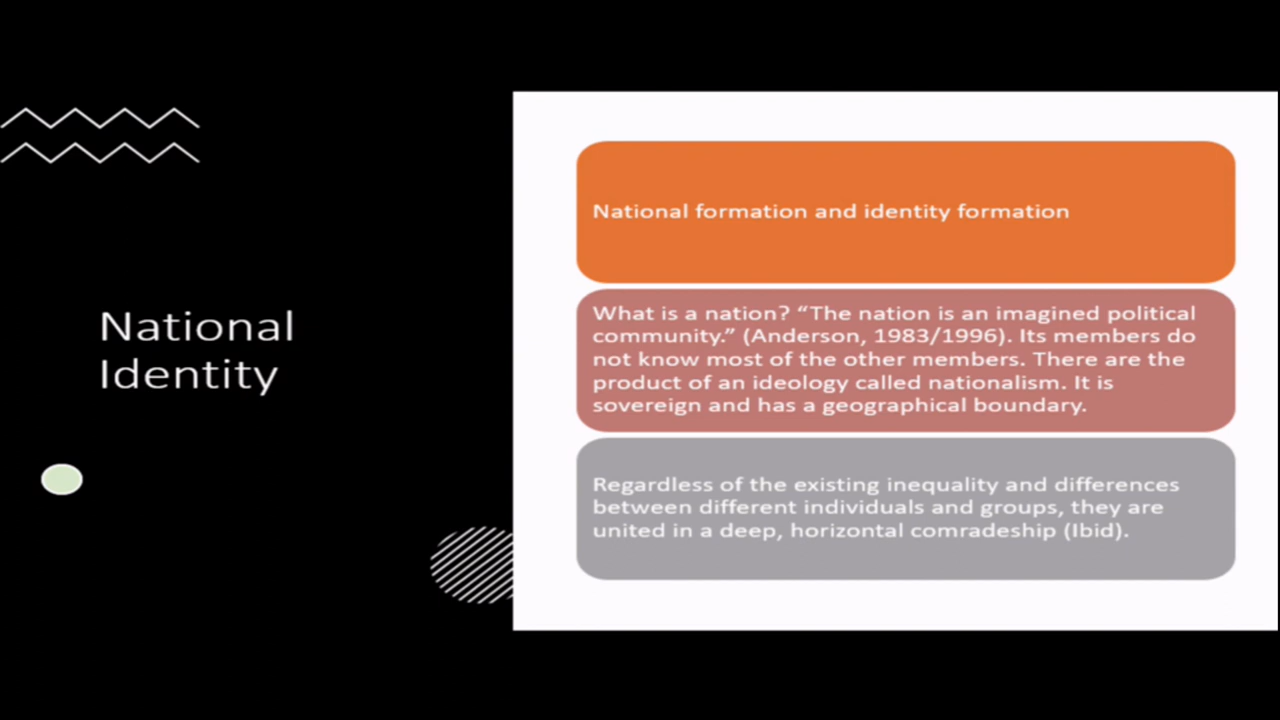 National
Identity
National formation and identity formation
What is a nation? “The nation is an imagined political
community.” (Anderson, 1983/1996). Its members do
not know most of the other members. There are the
product of an ideology called nationalism. It is
sovereign and has a geographical boundary.
Regardless of the existing inequality and differences
between different individuals and groups, they are
united in a deep, horizontal comradeship (Ibid).